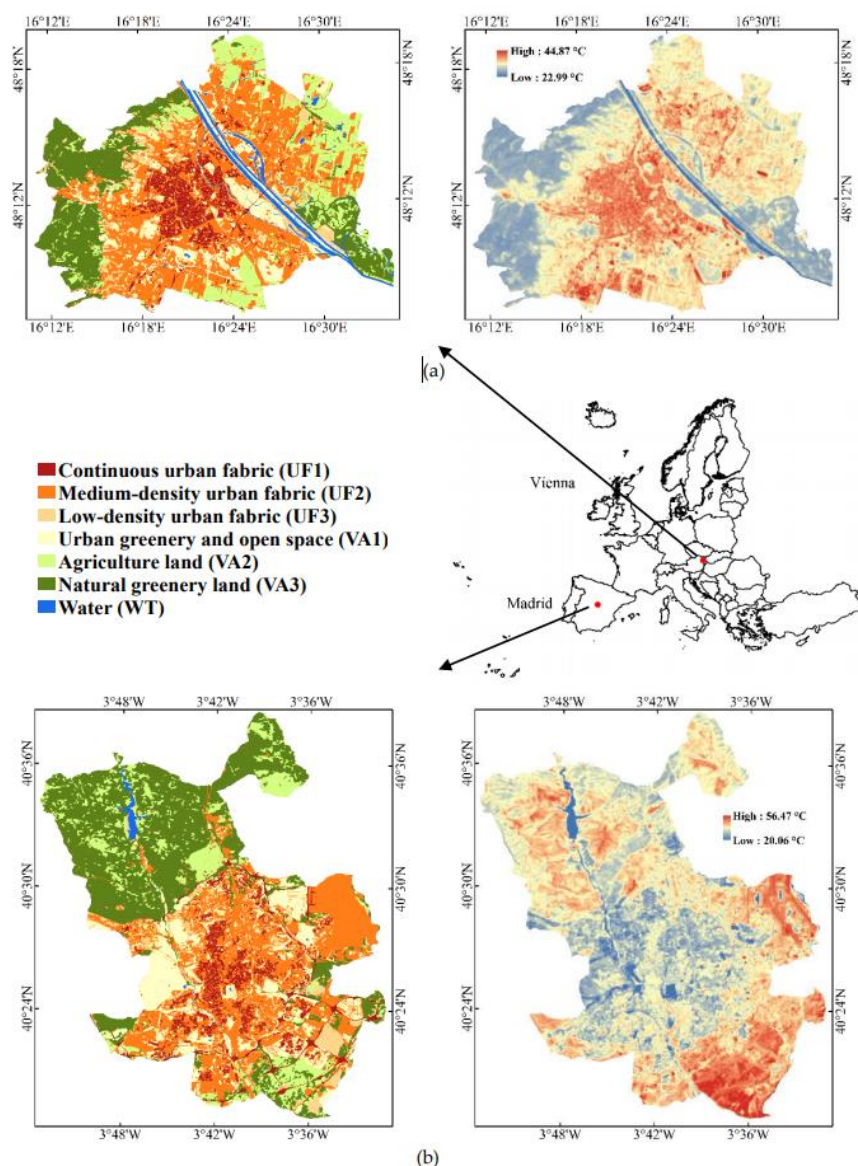 16°12'E 16°18'E 16°24'E 16°30'E
16°12'E 16°18'E 16°24'E 16°30'E
48°18'N
48°12'N
High : 44.87 °C
Low : 22.99 °C
48°18'N
48°12'N
16°12'E 16°18'E 16°24'E 16°30'E
16°12'E 16°18'E 16°24'E 16°30'E
(a)
Continuous urban fabric (UF1)
Medium-density urban fabric (UF2)
Low-density urban fabric (UF3)
Urban greenery and open space (VA1)
Agriculture land (VA2)
Natural greenery land (VA3)
Water (WT)
Vienna
Madrid
3°48'W 3°42'W 3°36'W
3°48'W 3°42'W 3°36'W
40°36'N
40°30'N
40°24'N
High : 56.47 °C
Low : 20.06 °C
40°36'N
40°30'N
40°24'N
3°48'W 3°42'W 3°36'W
3°48'W 3°42'W 3°36'W
(b)